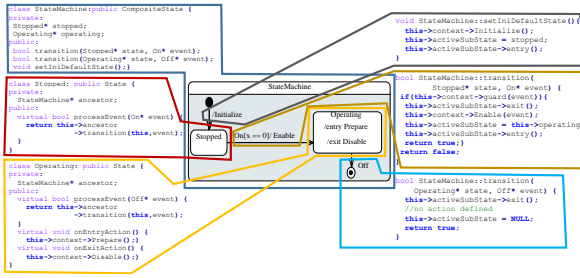 class StateMachine:public CompositeState {
private:
Stopped* stopped;
Operating* operating;
public:
bool transition(Stopped* state, On* event);
bool transition(Operating* state, Off* event);
void setIniDefaultState();}
class Stopped: public State {
private:
StateMachine* ancestor;
private:
virtual bool processEvent(On* event) {
return this->ancestor
->transition(this,event);
}
class Operating: public State {
private:
StateMachine* ancestor;
public:
virtual bool processEvent(Off* event) {
return this->ancestor
->transition(this,event);
}
virtual void onEntryAction() {
this->context->Prepare();}
virtual void onExitAction() {
this->context->Disable();}
StateMachine
/Initialize
Stopped
On[x == 0]/ Enable
Operating
/entry Prepare
/exit Disable
Off
void StateMachine::setIniDefaultState(){
this->context->Initialize();
this->activeSubState = stopped;
this->activeSubState->entry();
}
bool StateMachine::transition(
Stopped* state, On* event) {
if(this->context->guard(event)){
this->activeSubState->exit();
this->context->Enable(event);
this->activeSubState = this->operating;
this->activeSubState->entry();
return true;}
return false;
}
bool StateMachine::transition(
Operating* state, Off* event) {
this->activeSubState->exit();
//no action defined
this->activeSubState = NULL;
return true;
}